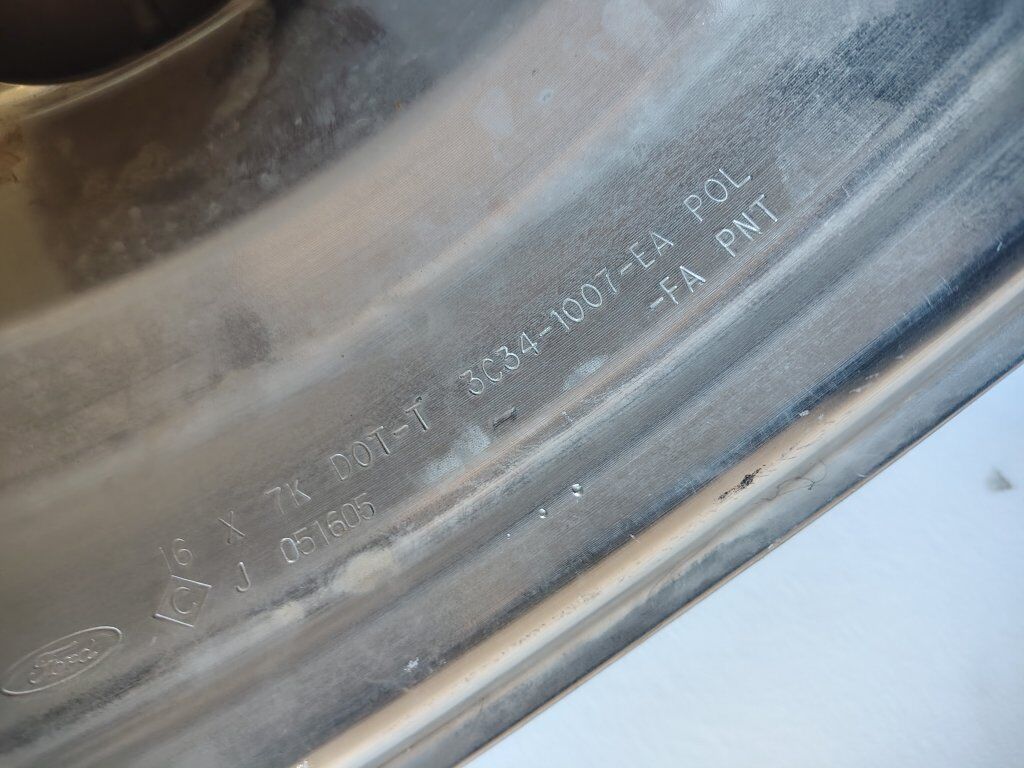 16 X 7K DOT-T 3C34-1007-EA POL
-FA PNT
Ford C J 051605